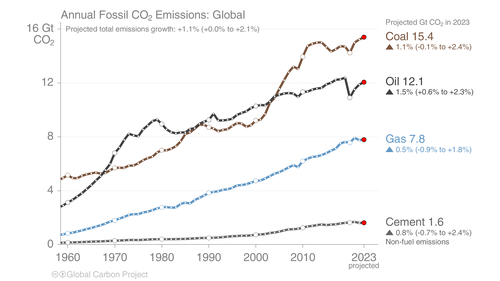 Annual Fossil CO₂ Emissions: Global
16 Gt
CO₂
Projected total emissions growth: +1.1% (+0.0% to +2.1%)
Projected Gt CO₂ in 2023
Coal 15.4
▲ 1.1% (-0.1% to +2.4%)
12
Oil 12.1
▲ 1.5% (+0.6% to +2.3%)
8
Gas 7.8
▲ 0.5% (-0.9% to +1.8%)
4
Cement 1.6
▲ 0.8% (-0.7% to +2.4%)
Non-fuel emissions
0
1960 1970 1980 1990 2000 2010 2023
projected
Global Carbon Project